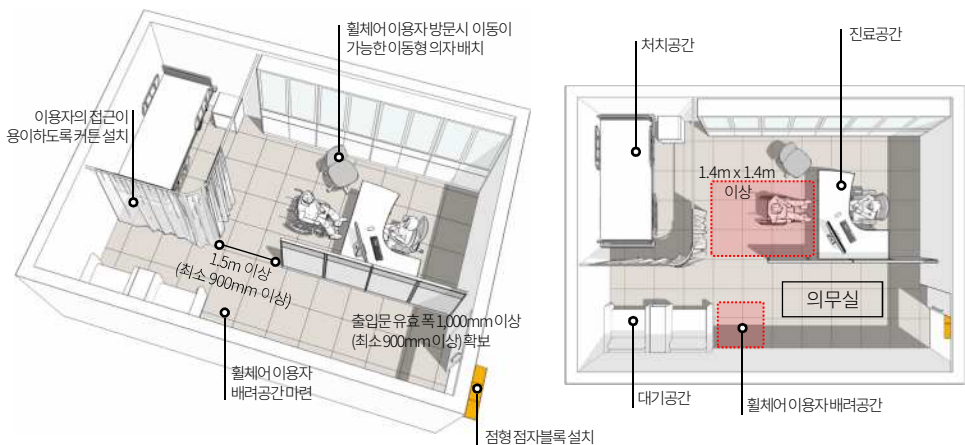 휠체어 이용자 방문시 이동이
가능한 이동형 의자 배치
이용자의 접근이
용이하도록 커튼 설치
1.5m 이상
(최소 900mm 이상)
출입문 유효 폭 1,000mm 이상
(최소 900mm 이상) 확보
휠체어 이용자
배려공간 마련
점형 점자블록 설치
처치공간
진료공간
1.4m x 1.4m
이상
의무실
대기공간
휠체어 이용자 배려공간